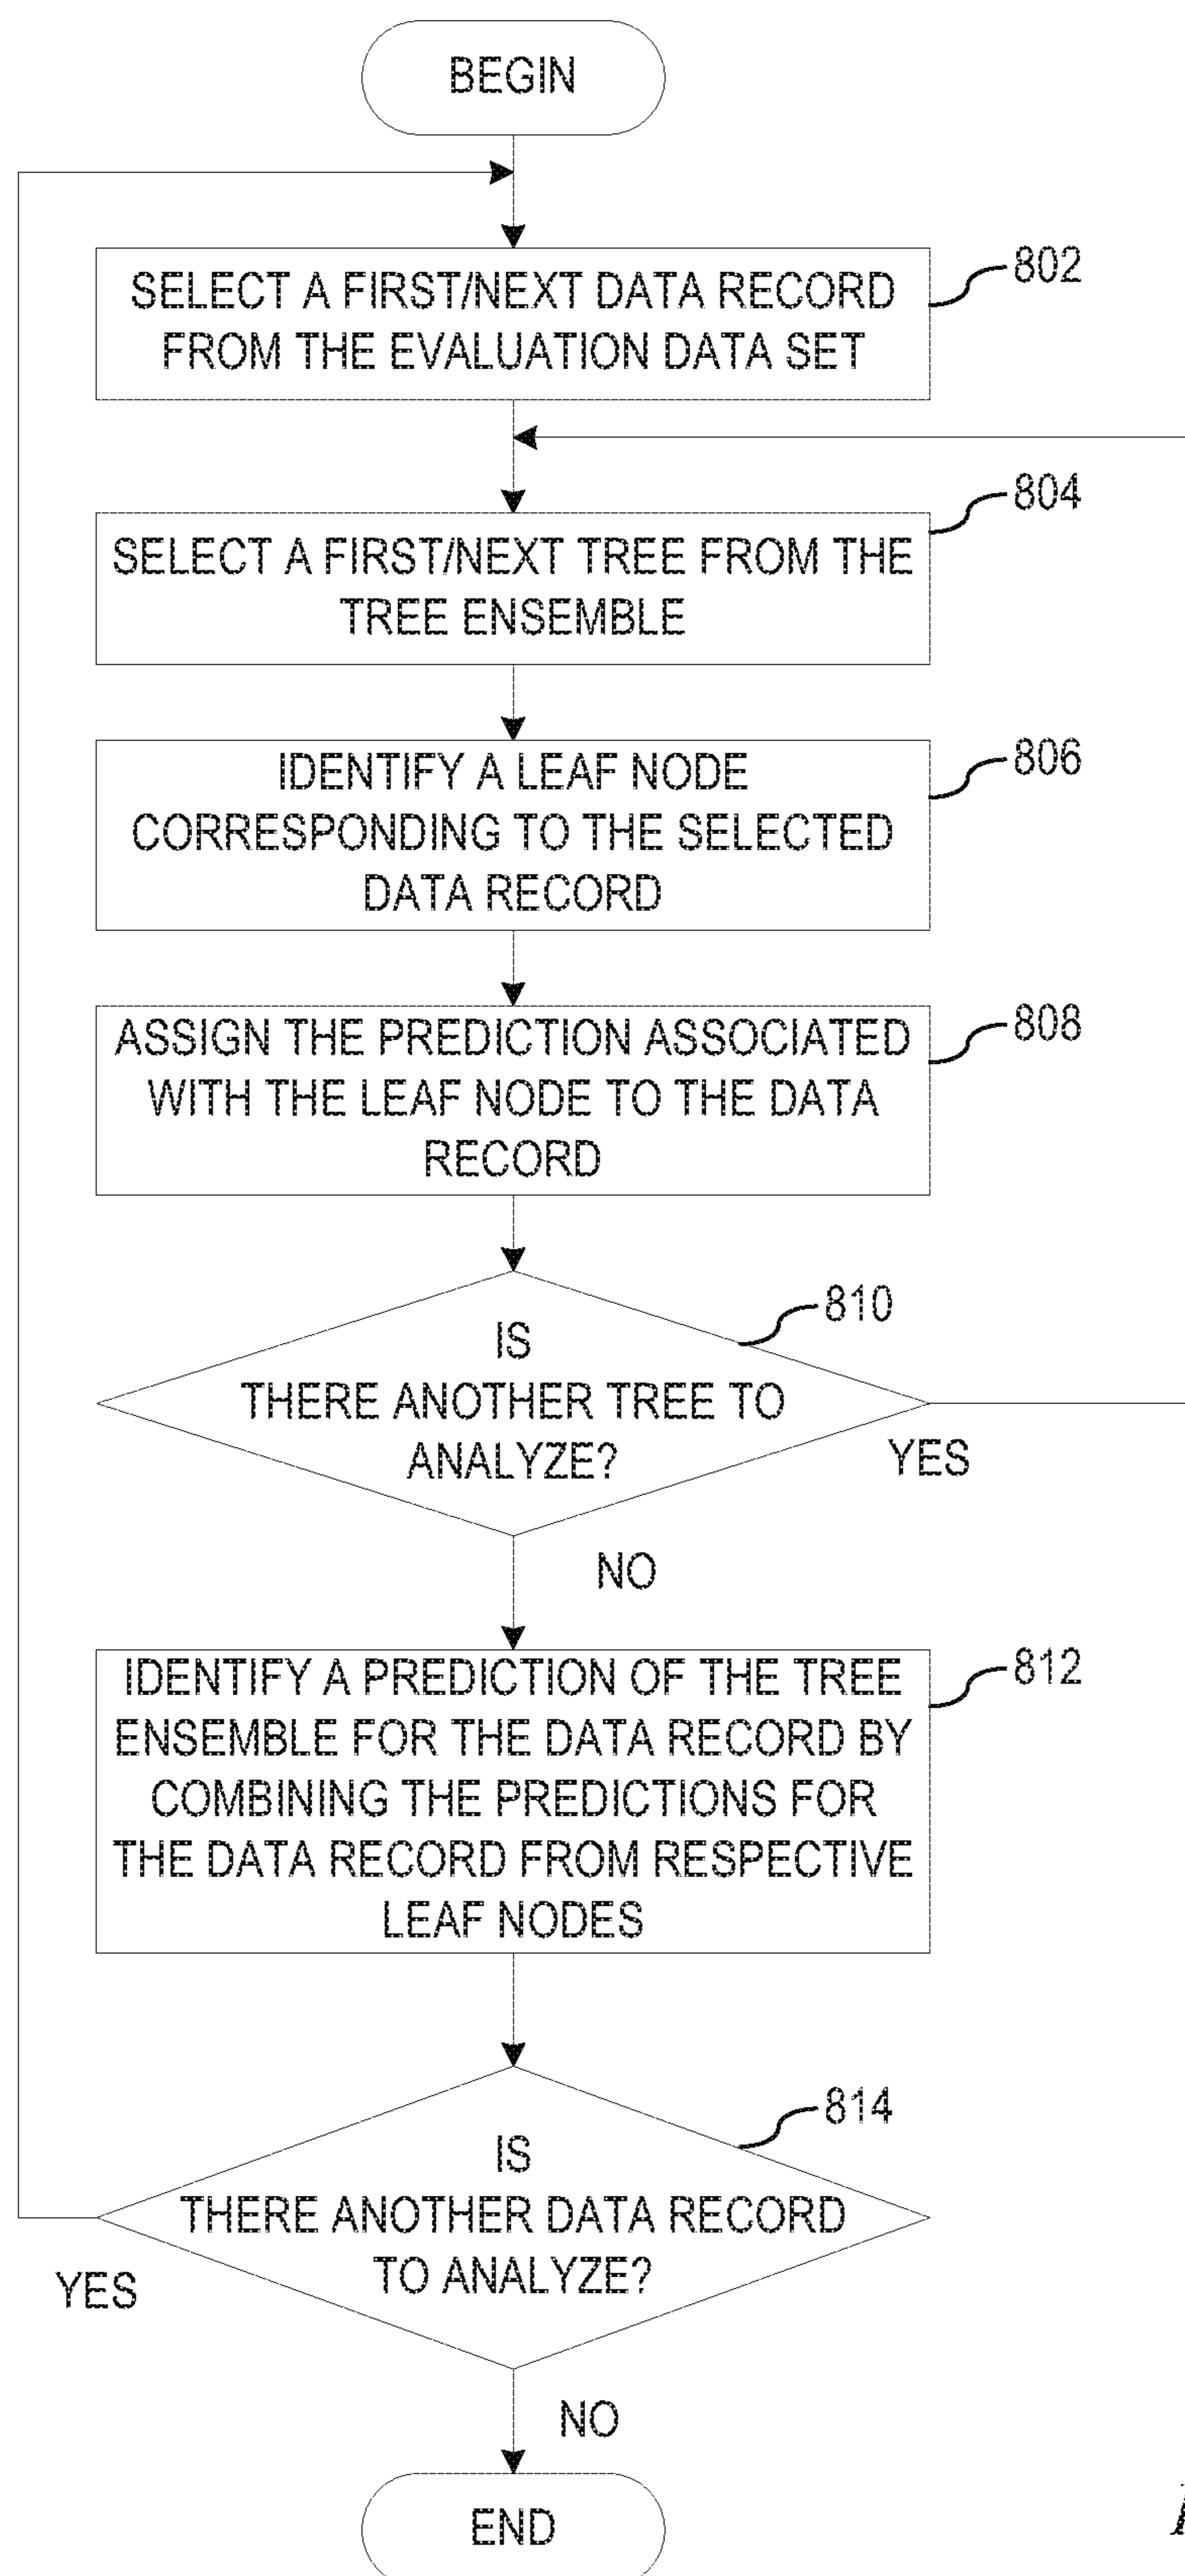 BEGIN
SELECT A FIRST/NEXT DATA RECORD
FROM THE EVALUATION DATA SET
802
SELECT A FIRST/NEXT TREE FROM THE
TREE ENSEMBLE
804
IDENTIFY A LEAF NODE
CORRESPONDING TO THE SELECTED
DATA RECORD
806
ASSIGN THE PREDICTION ASSOCIATED
WITH THE LEAF NODE TO THE DATA
RECORD
808
IS
THERE ANOTHER TREE TO
ANALYZE?
810
YES
NO
IDENTIFY A PREDICTION OF THE TREE
ENSEMBLE FOR THE DATA RECORD BY
COMBINING THE PREDICTIONS FOR
THE DATA RECORD FROM RESPECTIVE
LEAF NODES
812
IS
THERE ANOTHER DATA RECORD
TO ANALYZE?
814
YES
NO
END